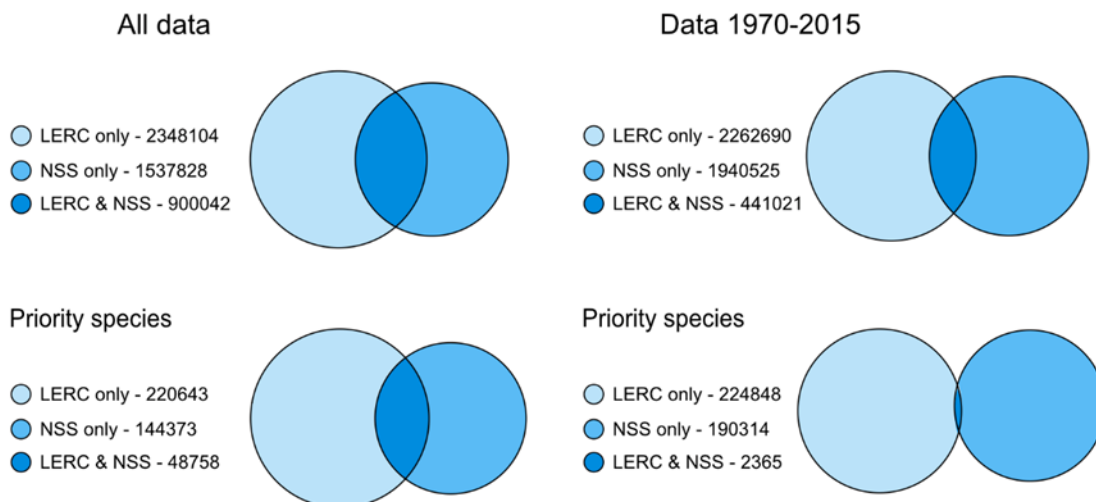 All data
LERC only - 2348104
NSS only - 1537828
LERC & NSS - 900042
Data 1970-2015
LERC only - 2262690
NSS only - 1940525
LERC & NSS - 441021
Priority species
LERC only - 220643
NSS only - 144373
LERC & NSS - 48758
Priority species
LERC only - 224848
NSS only - 190314
LERC & NSS - 2365